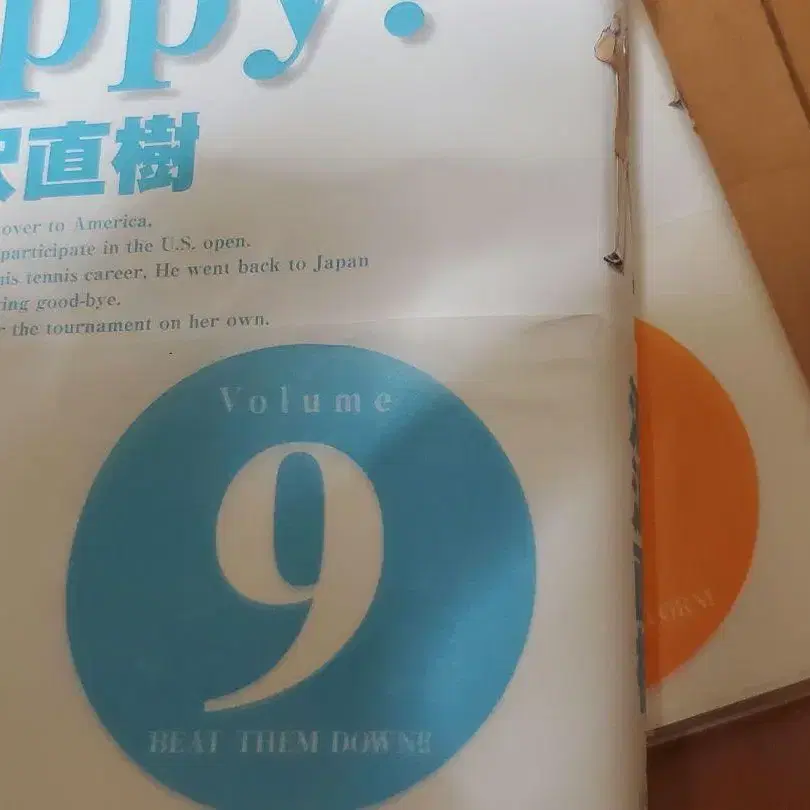 ppy!
直樹
over to America.
participate in the U.S. open.
his tennis career. He went back to Japan
ing good-bye.
the tournament on her own.
Volume
9
BEAT THEM DOWN!!